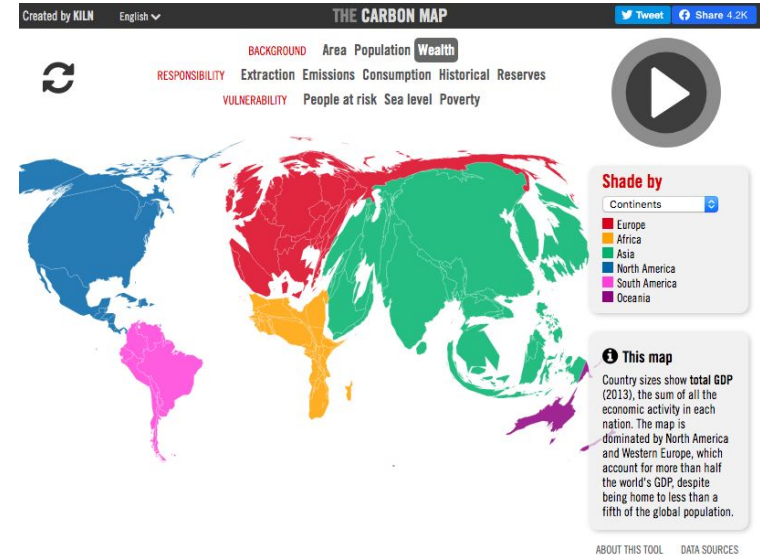 Created by KILN English THE CARBON MAP Tweet Share 4.2K
BACKGROUND Area Population Wealth
RESPONSIBILITY Extraction Emissions Consumption Historical Reserves
VULNERABILITY People at risk Sea level Poverty
Shade by
Continents
Europe
Africa
Asia
North America
South America
Oceania
This map
Country sizes show total GDP
(2013), the sum of all the
economic activity in each
nation. The map is
dominated by North America
and Western Europe, which
account for more than half
the world's GDP, despite
being home to less than a
fifth of the global population.
ABOUT THIS TOOL DATA SOURCES